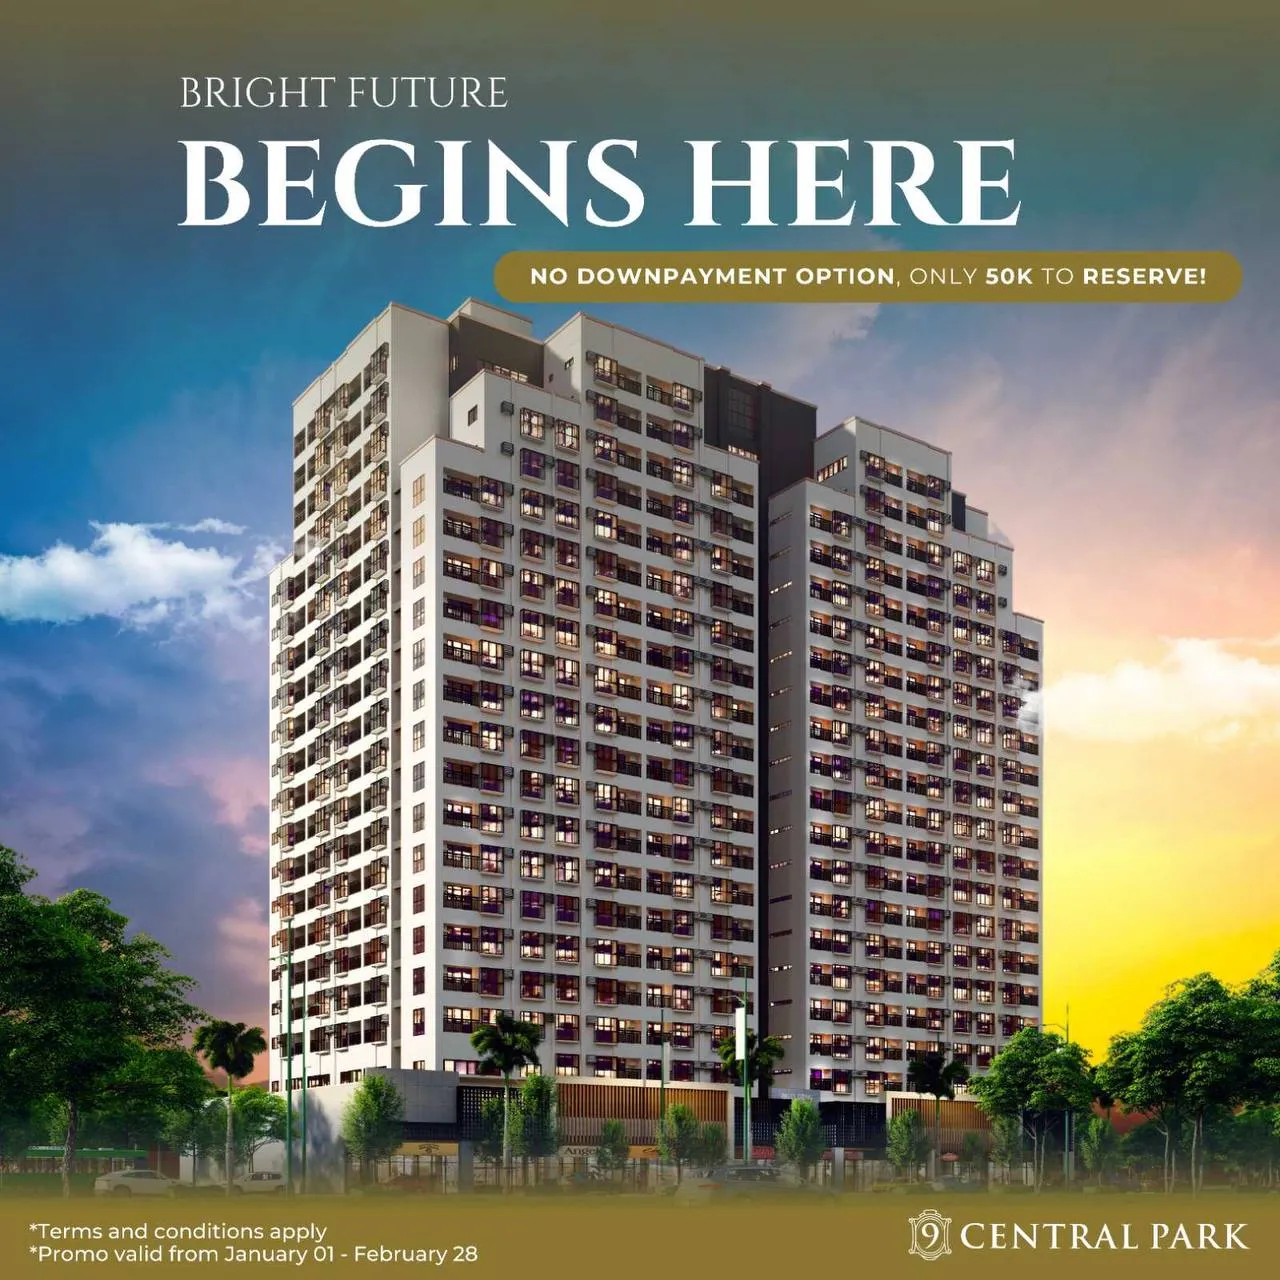 BRIGHT FUTURE
BEGINS HERE
NO DOWNPAYMENT OPTION, ONLY 50K TO RESERVE!
Angel
*Terms and conditions apply
*Promo valid from January 01 - February 28
9 CENTRAL PARK